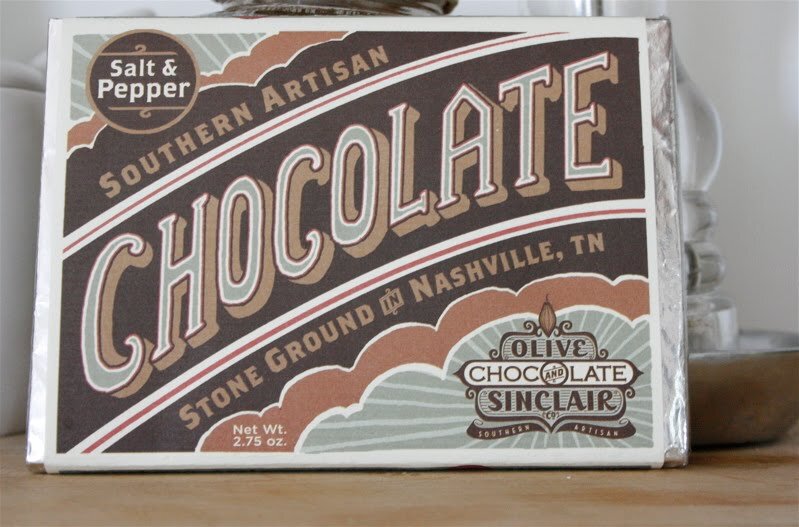 Salt &
Pepper
SOUTHERN ARTISAN
CHOCOLATE
STONE GROUND IN NASHVILLE, TN
Net Wt.
2.75 oz.
OLIVE
CHOCOLATE
AND
SINCLAIR
CO
SOUTHERN ARTISAN